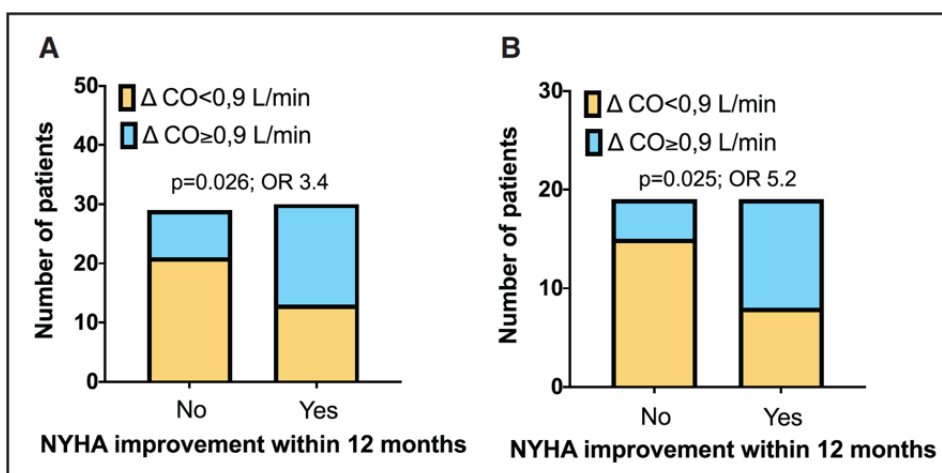 A
Δ CO<0,9 L/min
Δ CO≥0,9 L/min
p=0.026; OR 3.4
Number of patients
50
40
30
20
10
0
No Yes
NYHA improvement within 12 months
B
Δ CO<0,9 L/min
Δ CO≥0,9 L/min
p=0.025; OR 5.2
Number of patients
30
20
10
0
No Yes
NYHA improvement within 12 months